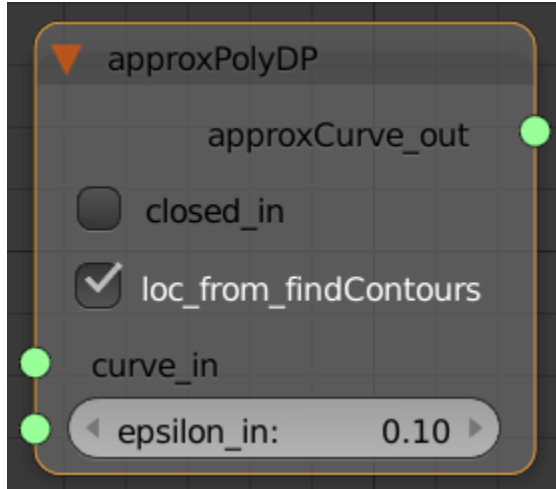 approxPolyDP
approxCurve_out
closed_in
loc_from_findContours
curve_in
epsilon_in: 0.10